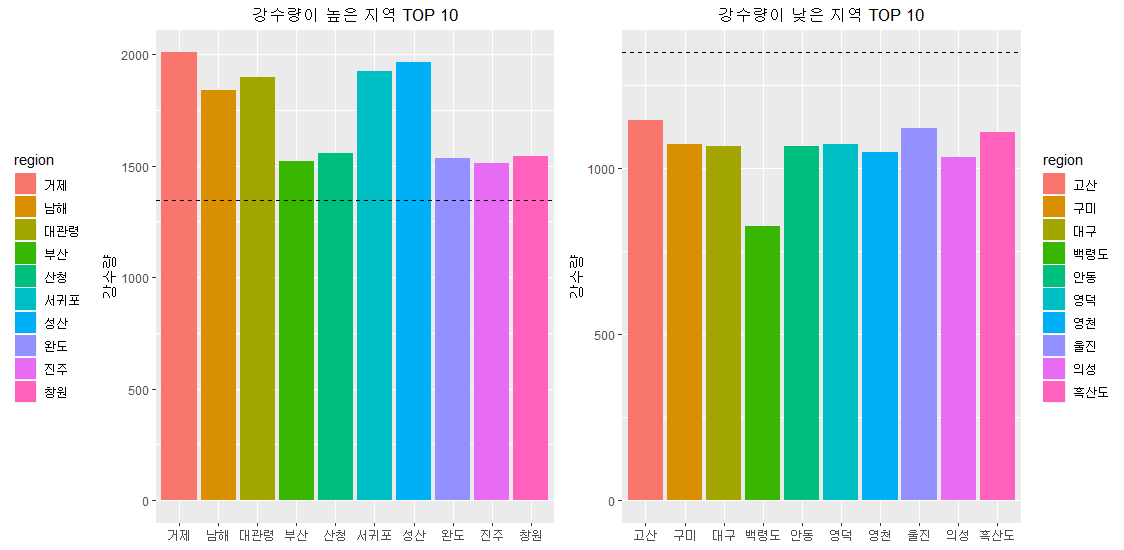 강수량이 높은 지역 TOP 10
region
거제
남해
대관령
부산
산청
서귀포
성산
완도
진주
창원
강수량
2000
1500
1000
500
0
거제 남해 대관령 부산 산청 서귀포 성산 완도 진주 창원
강수량이 낮은 지역 TOP 10
강수량
1000
500
0
고산 구미 대구 백령도 안동 영덕 영천 울진 의성 흑산도
region
고산
구미
대구
백령도
안동
영덕
영천
울진
의성
흑산도